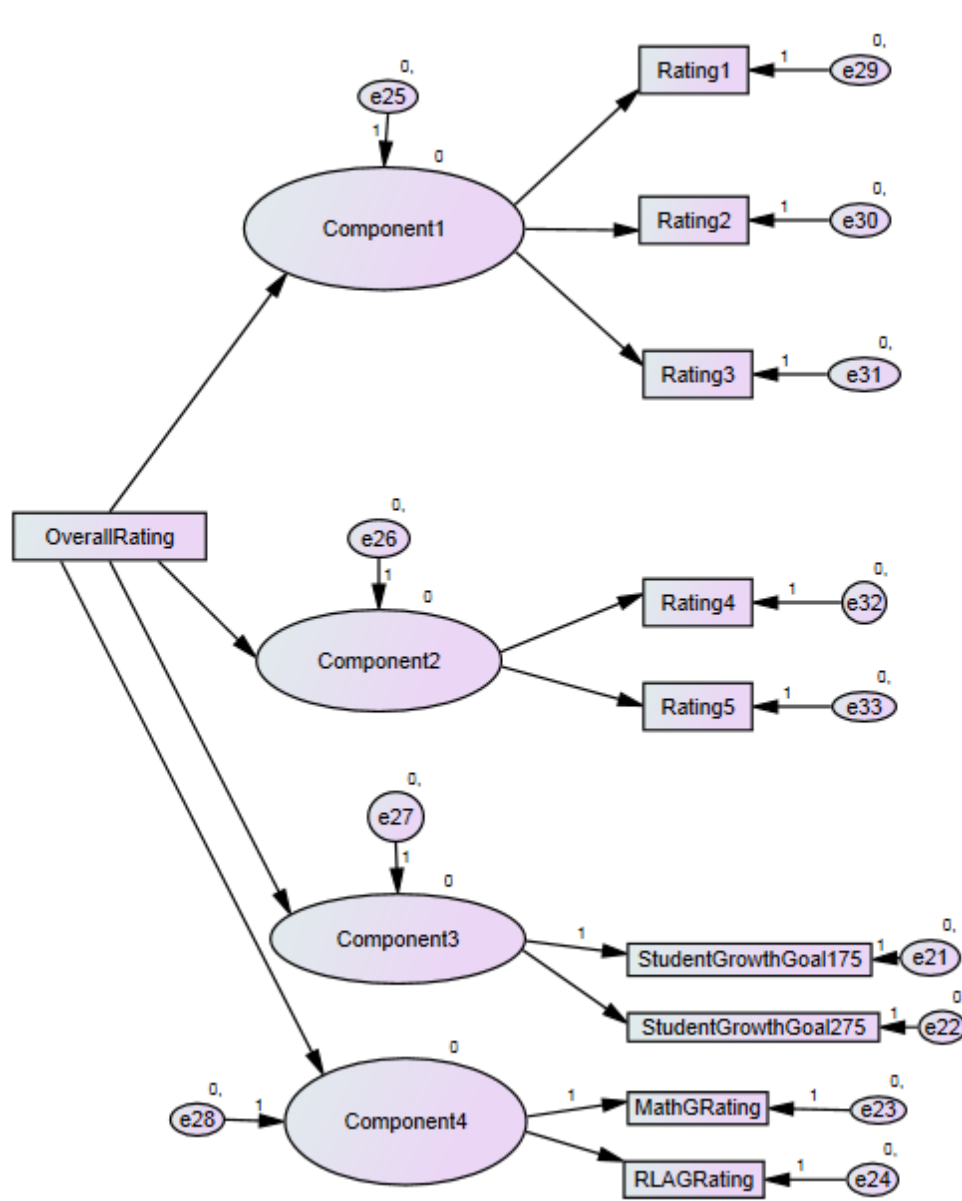 0,
e25
1
0
Component1
Rating1
1
0,
e29
Rating2
1
0,
e30
Rating3
1
0,
e31
OverallRating
0,
e26
1
0
Component2
Rating4
1
0,
e32
Rating5
1
0,
e33
0,
e27
1
0
Component3
1
StudentGrowthGoal175
1
0,
e21
StudentGrowthGoal275
1
0
e22
0,
e28
1
0
Component4
1
MathGRating
1
0,
e23
RLAGRating
1
0,
e24